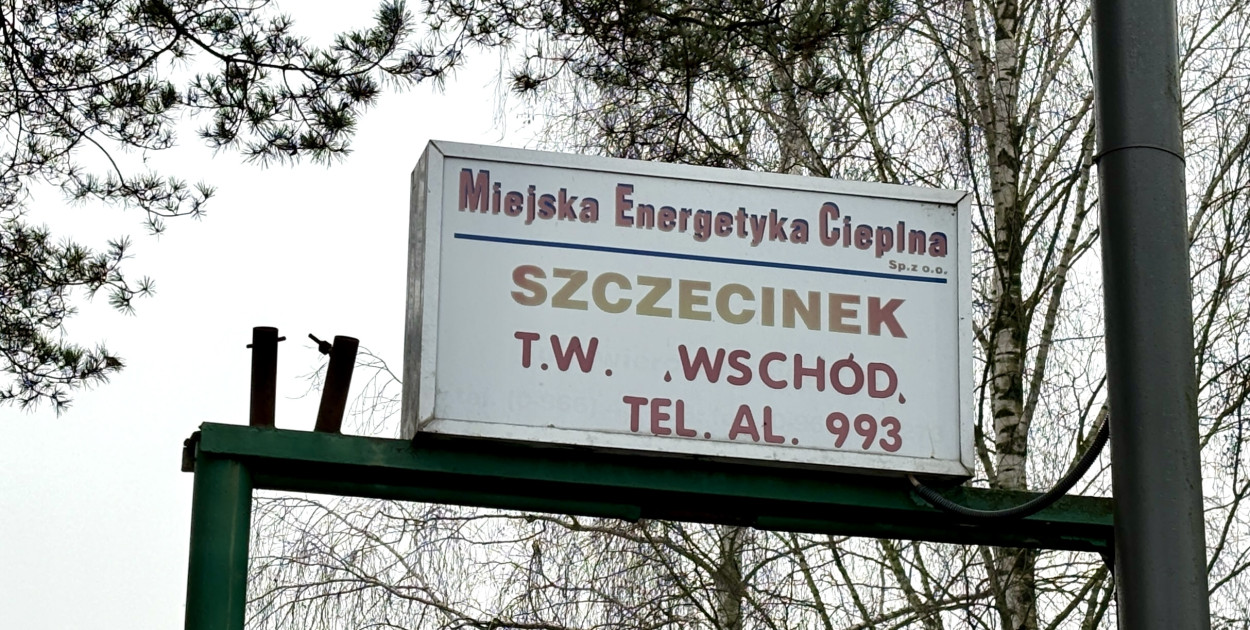 Miejska Energetyka Cieplna
Sp.z o.o.
SZCZECINEK
T.W. „WSCHÓD„
TEL. AL. 993